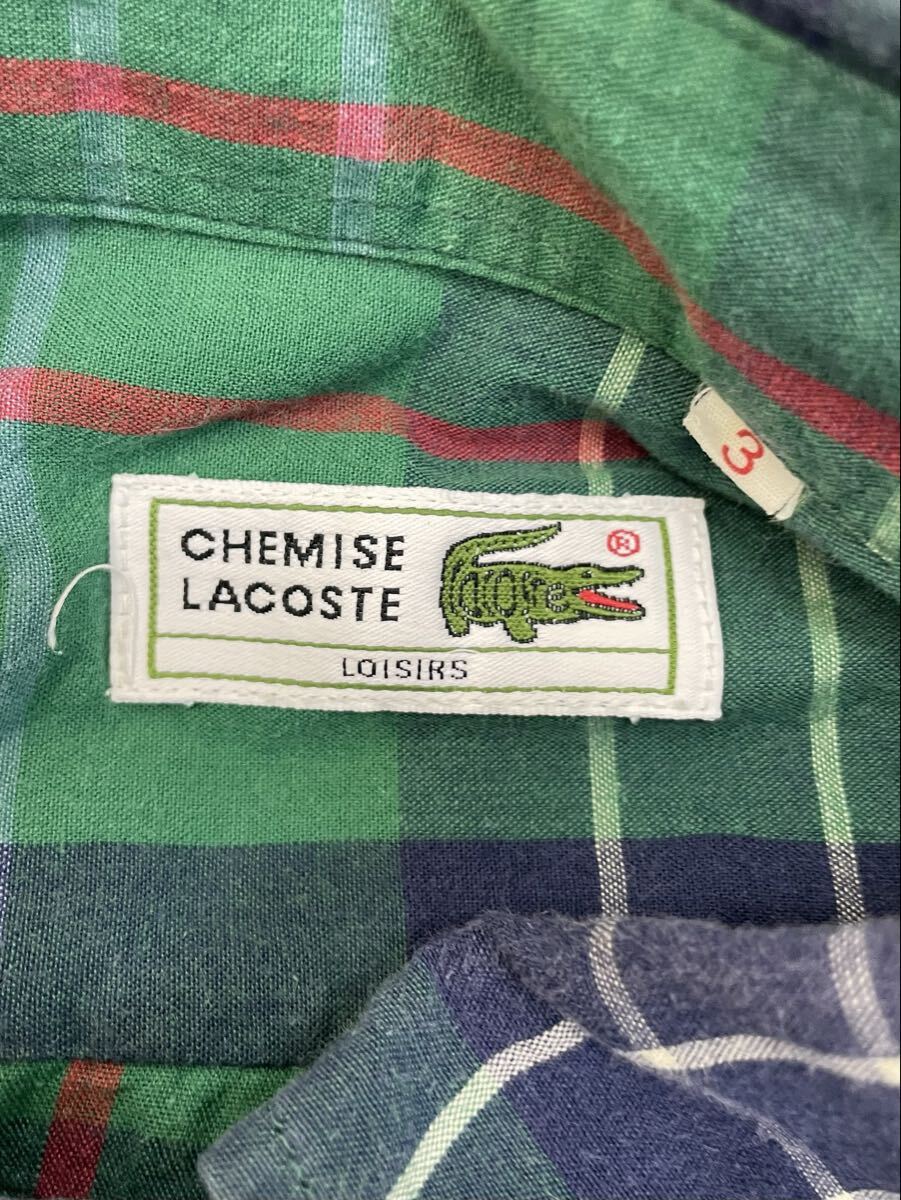 3
CHEMISE
LACOSTE
®
LOISIRS